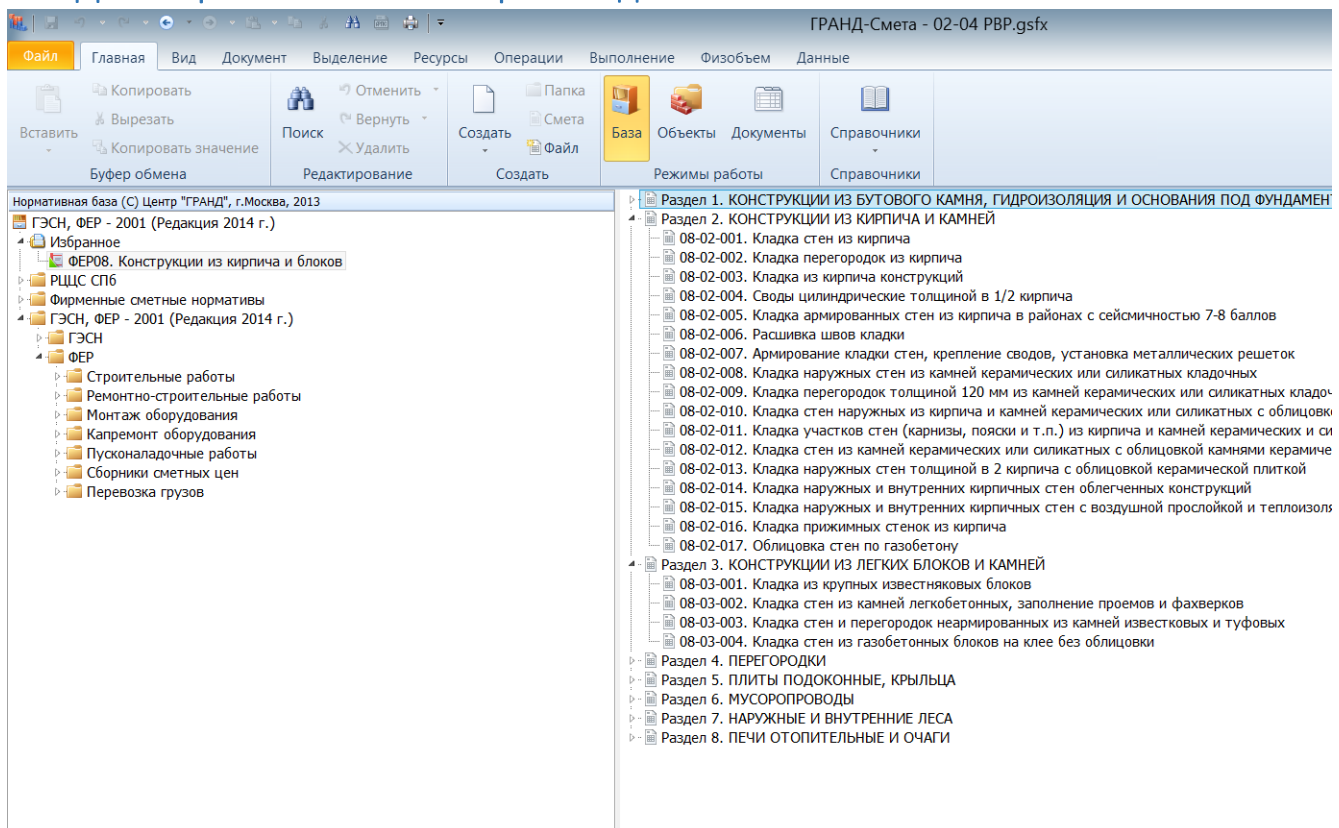 ГРАНД-Смета - 02-04 РВР.gsfx
Файл Главная Вид Документ Выделение Ресурсы Операции Выполнение Физобъем Данные
Вставить
Копировать
Вырезать
Копировать значение
Буфер обмена
Поиск
Отменить
Вернуть
Удалить
Редактирование
Создать
Папка
Смета
Файл
Создать
База Объекты Документы
Режимы работы
Справочники
Справочники
Нормативная база (С) Центр "ГРАНД", г.Москва, 2013
ГЭСН, ФЕР - 2001 (Редакция 2014 г.)
Избранное
ФЕР08. Конструкции из кирпича и блоков
РЦЦС СПб
Фирменные сметные нормативы
ГЭСН, ФЕР - 2001 (Редакция 2014 г.)
ГЭСН
ФЕР
Строительные работы
Ремонтно-строительные работы
Монтаж оборудования
Капремонт оборудования
Пусконаладочные работы
Сборники сметных цен
Перевозка грузов
Раздел 1. КОНСТРУКЦИИ ИЗ БУТОВОГО КАМНЯ, ГИДРОИЗОЛЯЦИЯ И ОСНОВАНИЯ ПОД ФУНДАМЕНТ
Раздел 2. КОНСТРУКЦИИ ИЗ КИРПИЧА И КАМНЕЙ
08-02-001. Кладка стен из кирпича
08-02-002. Кладка перегородок из кирпича
08-02-003. Кладка из кирпича конструкций
08-02-004. Своды цилиндрические толщиной в 1/2 кирпича
08-02-005. Кладка армированных стен из кирпича в районах с сейсмичностью 7-8 баллов
08-02-006. Расшивка швов кладки
08-02-007. Армирование кладки стен, крепление сводов, установка металлических решеток
08-02-008. Кладка наружных стен из камней керамических или силикатных кладочных
08-02-009. Кладка перегородок толщиной 120 мм из камней керамических или силикатных кладоч
08-02-010. Кладка стен наружных из кирпича и камней керамических или силикатных с облицовк
08-02-011. Кладка участков стен (карнизы, пояски и т.п.) из кирпича и камней керамических и си
08-02-012. Кладка стен из камней керамических или силикатных с облицовкой камнями керамиче
08-02-013. Кладка наружных стен толщиной в 2 кирпича с облицовкой керамической плиткой
08-02-014. Кладка наружных и внутренних кирпичных стен облегченных конструкций
08-02-015. Кладка наружных и внутренних кирпичных стен с воздушной прослойкой и теплоизоля
08-02-016. Кладка прижимных стенок из кирпича
08-02-017. Облицовка стен по газобетону
Раздел 3. КОНСТРУКЦИИ ИЗ ЛЕГКИХ БЛОКОВ И КАМНЕЙ
08-03-001. Кладка из крупных известняковых блоков
08-03-002. Кладка стен из камней легкобетонных, заполнение проемов и фахверков
08-03-003. Кладка стен и перегородок неармированных из камней известковых и туфовых
08-03-004. Кладка стен из газобетонных блоков на клее без облицовки
Раздел 4. ПЕРЕГОРОДКИ
Раздел 5. ПЛИТЫ ПОДОКОННЫЕ, КРЫЛЬЦА
Раздел 6. МУСОРОПРОВОДЫ
Раздел 7. НАРУЖНЫЕ И ВНУТРЕННИЕ ЛЕСА
Раздел 8. ПЕЧИ ОТОПИТЕЛЬНЫЕ И ОЧАГИ